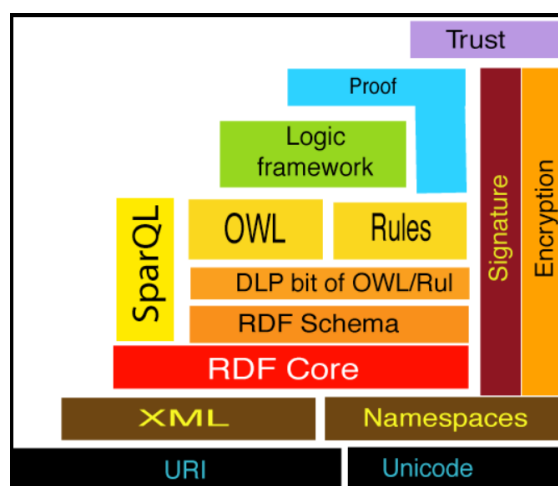 Trust
Proof
Logic
framework
Signature
Encryption
SparQL
OWL
Rules
DLP bit of OWL/Rul
RDF Schema
RDF Core
XML
Namespaces
URI
Unicode